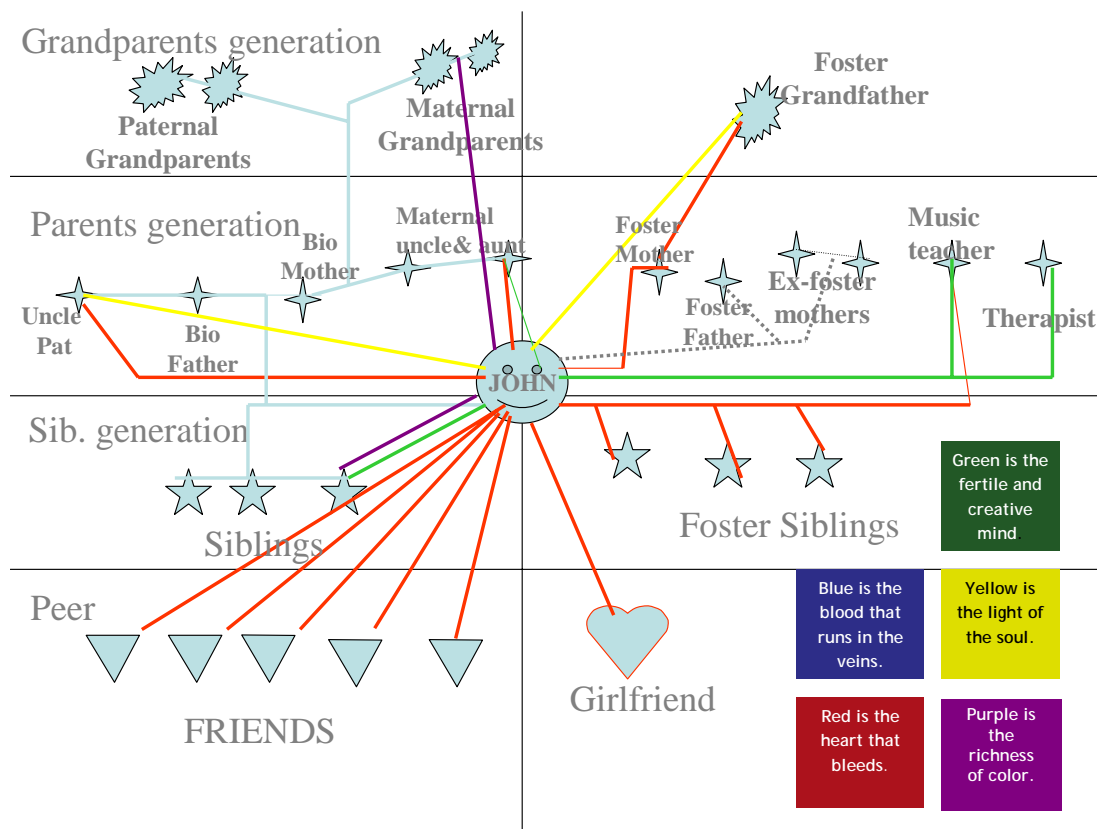 Grandparents generation
Paternal
Grandparents
Maternal
Grandparents
Foster
Grandfather
Parents generation
Bio
Mother
Maternal
uncle& aunt
Foster
Mother
Music
teacher
Uncle
Pat
Bio
Father
Foster
Father
Ex-foster
mothers
Therapist
JOHN
Sib. generation
Siblings
Foster Siblings
Green is the
fertile and
creative
mind.
Peer
FRIENDS
Girlfriend
Blue is the
blood that
runs in the
veins.
Yellow is
the light of
the soul.
Red is the
heart that
bleeds.
Purple is
the
richness
of color.